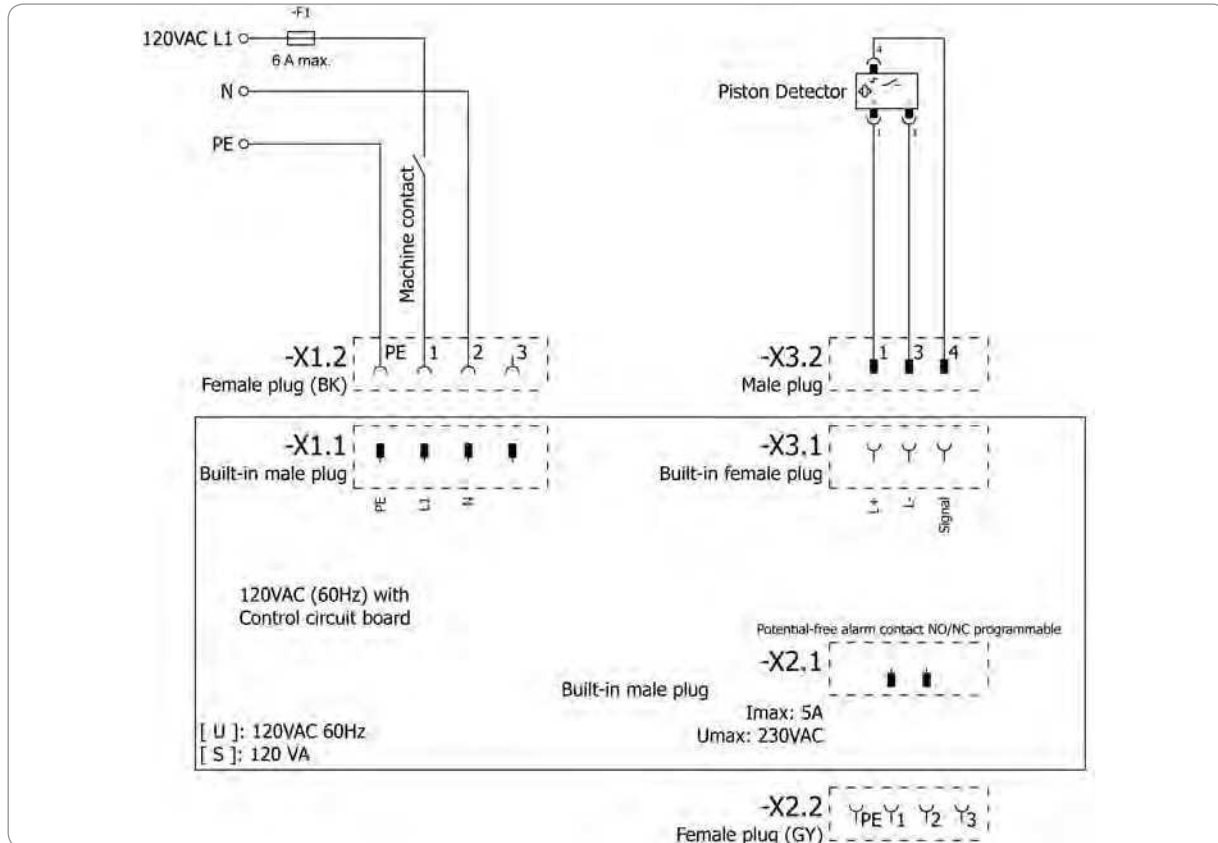 -F1
120VAC L1
6 A max.
N
PE
Machine contact
-X1.2 PE 1 2 3
Female plug (BK)
4
Piston Detector
1
-X3.2 1 3 4
Male plug
-X1.1
Built-in male plug
PE L1 N
-X3.1
Built-in female plug
L+ L- Signal
120VAC (60Hz) with
Control circuit board
Potential-free alarm contact NO/NC programmable
-X2.1
Built-in male plug
Imax: 5A
Umax: 230VAC
[ U ]: 120VAC 60Hz
[ S ]: 120 VA
-X2.2 PE 1 2 3
Female plug (GY)